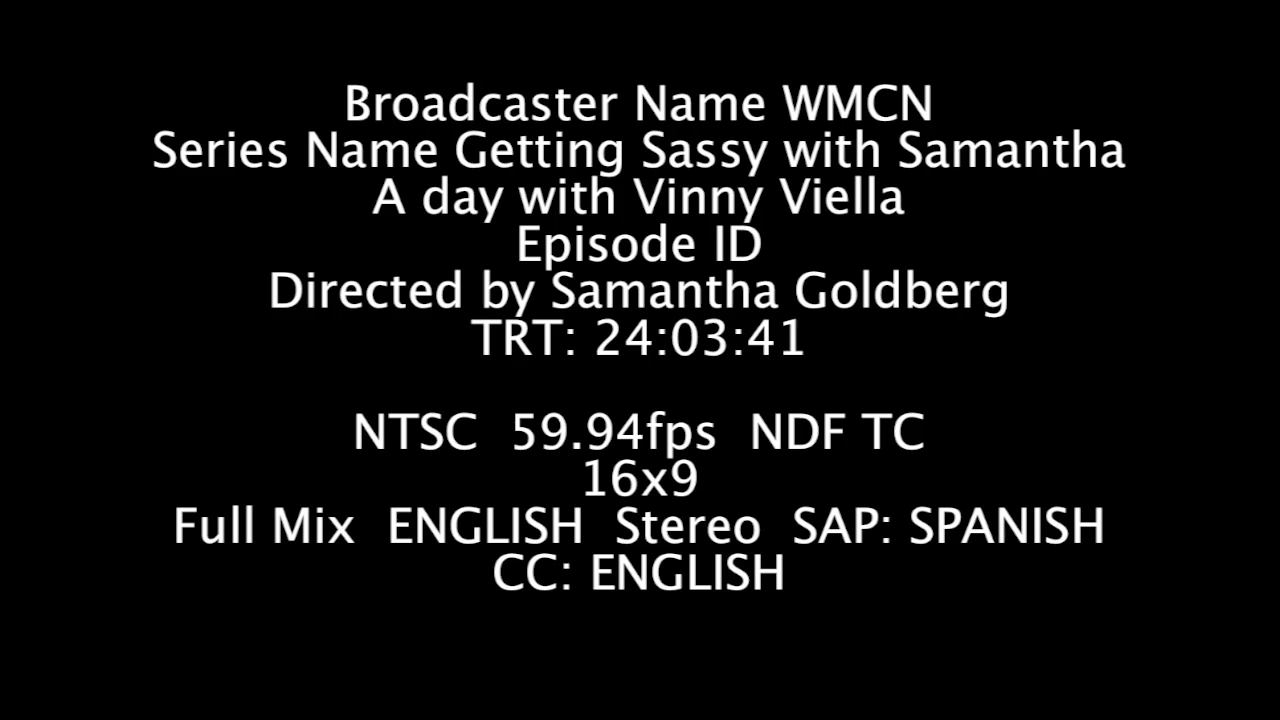 Broadcaster Name WMCN
Series Name Getting Sassy with Samantha
A day with Vinny Viella
Episode ID
Directed by Samantha Goldberg
TRT: 24:03:41
NTSC  59.94fps  NDF TC
16x9
Full Mix  ENGLISH  Stereo  SAP: SPANISH
CC: ENGLISH